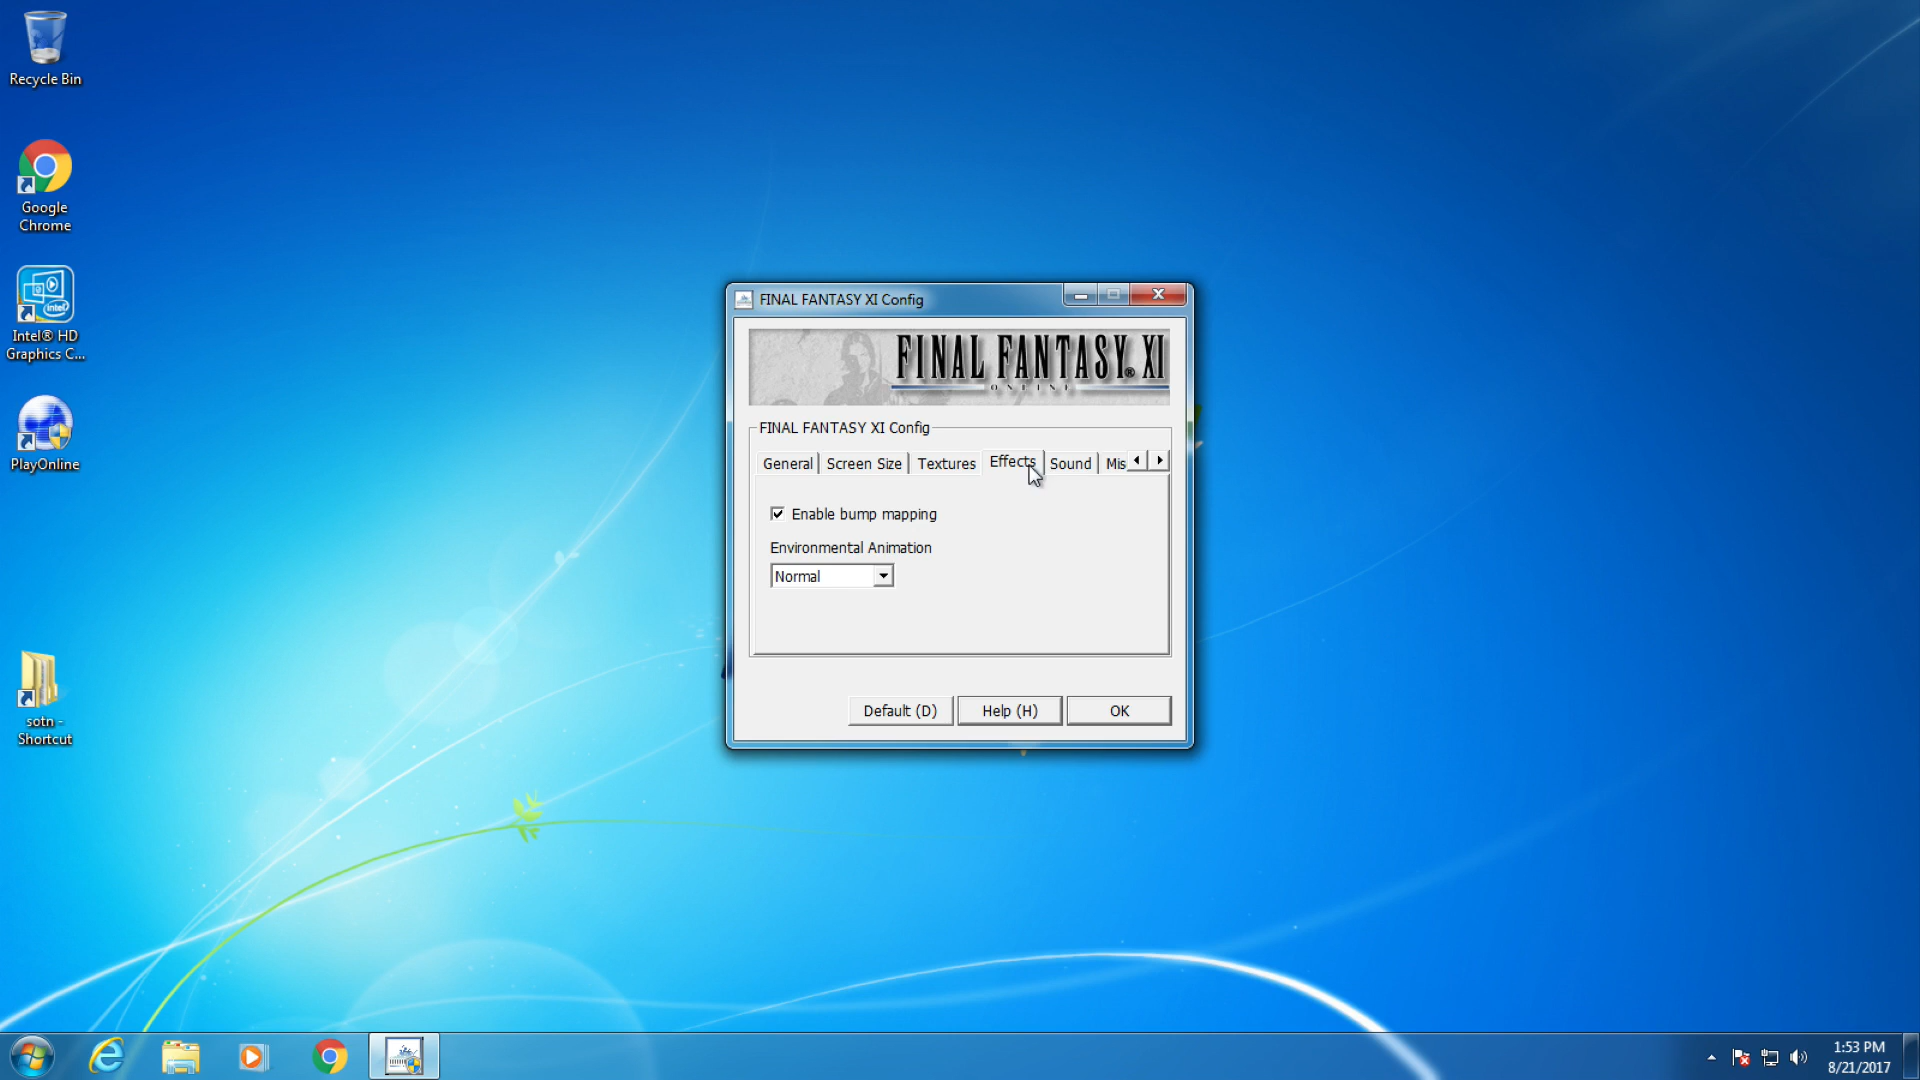 Recycle Bin
Google
Chrome
intel
Intel® HD
Graphics C...
PlayOnline
sotn -
Shortcut
FINAL FANTASY XI Config
FINAL FANTASY® XI
ONLINE
FINAL FANTASY XI Config
General Screen Size Textures Effects Sound Mis
Enable bump mapping
Environmental Animation
Normal
Default (D) Help (H) OK
1:53 PM
8/21/2017